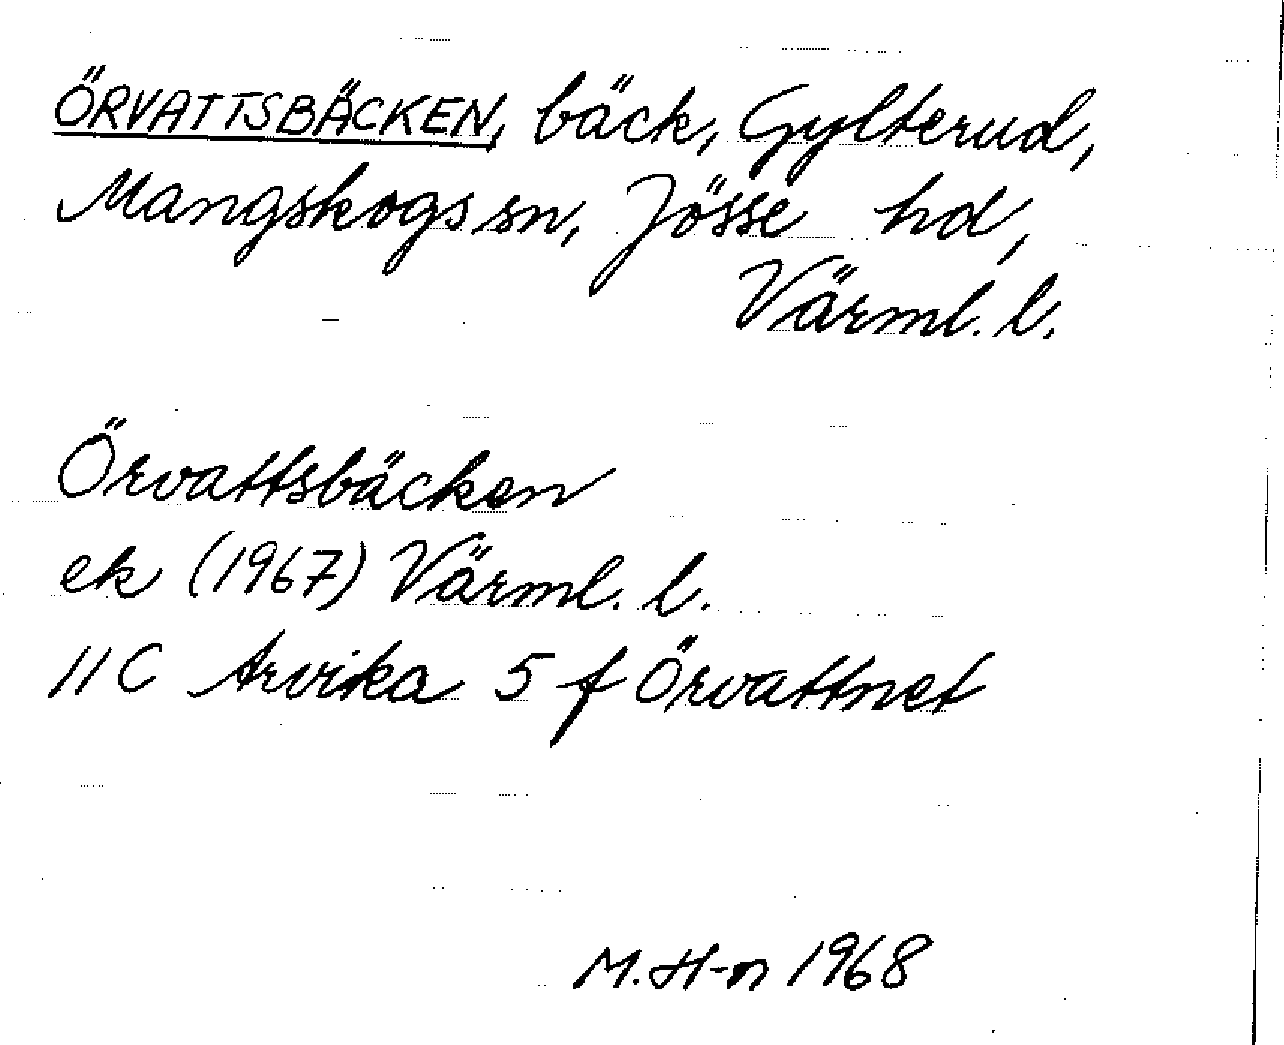 ÖRVATTSBÄCKEN, bäck, Gylterud,
Mangskogs sn, Jösse hd,
Värml. l.
Örvattsbäcken
ek (1967) Värml. l.
11 C Arvika 5 f Örvattnet
M. H-n 1968